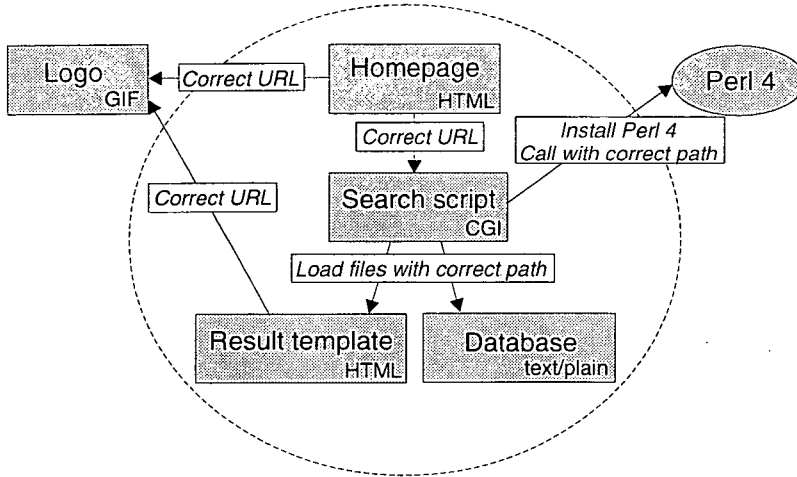 Logo
GIF
Correct URL
Homepage
HTML
Perl 4
Correct URL
Install Perl 4
Call with correct path
Correct URL
Search script
CGI
Load files with correct path
Result template
HTML
Database
text/plain